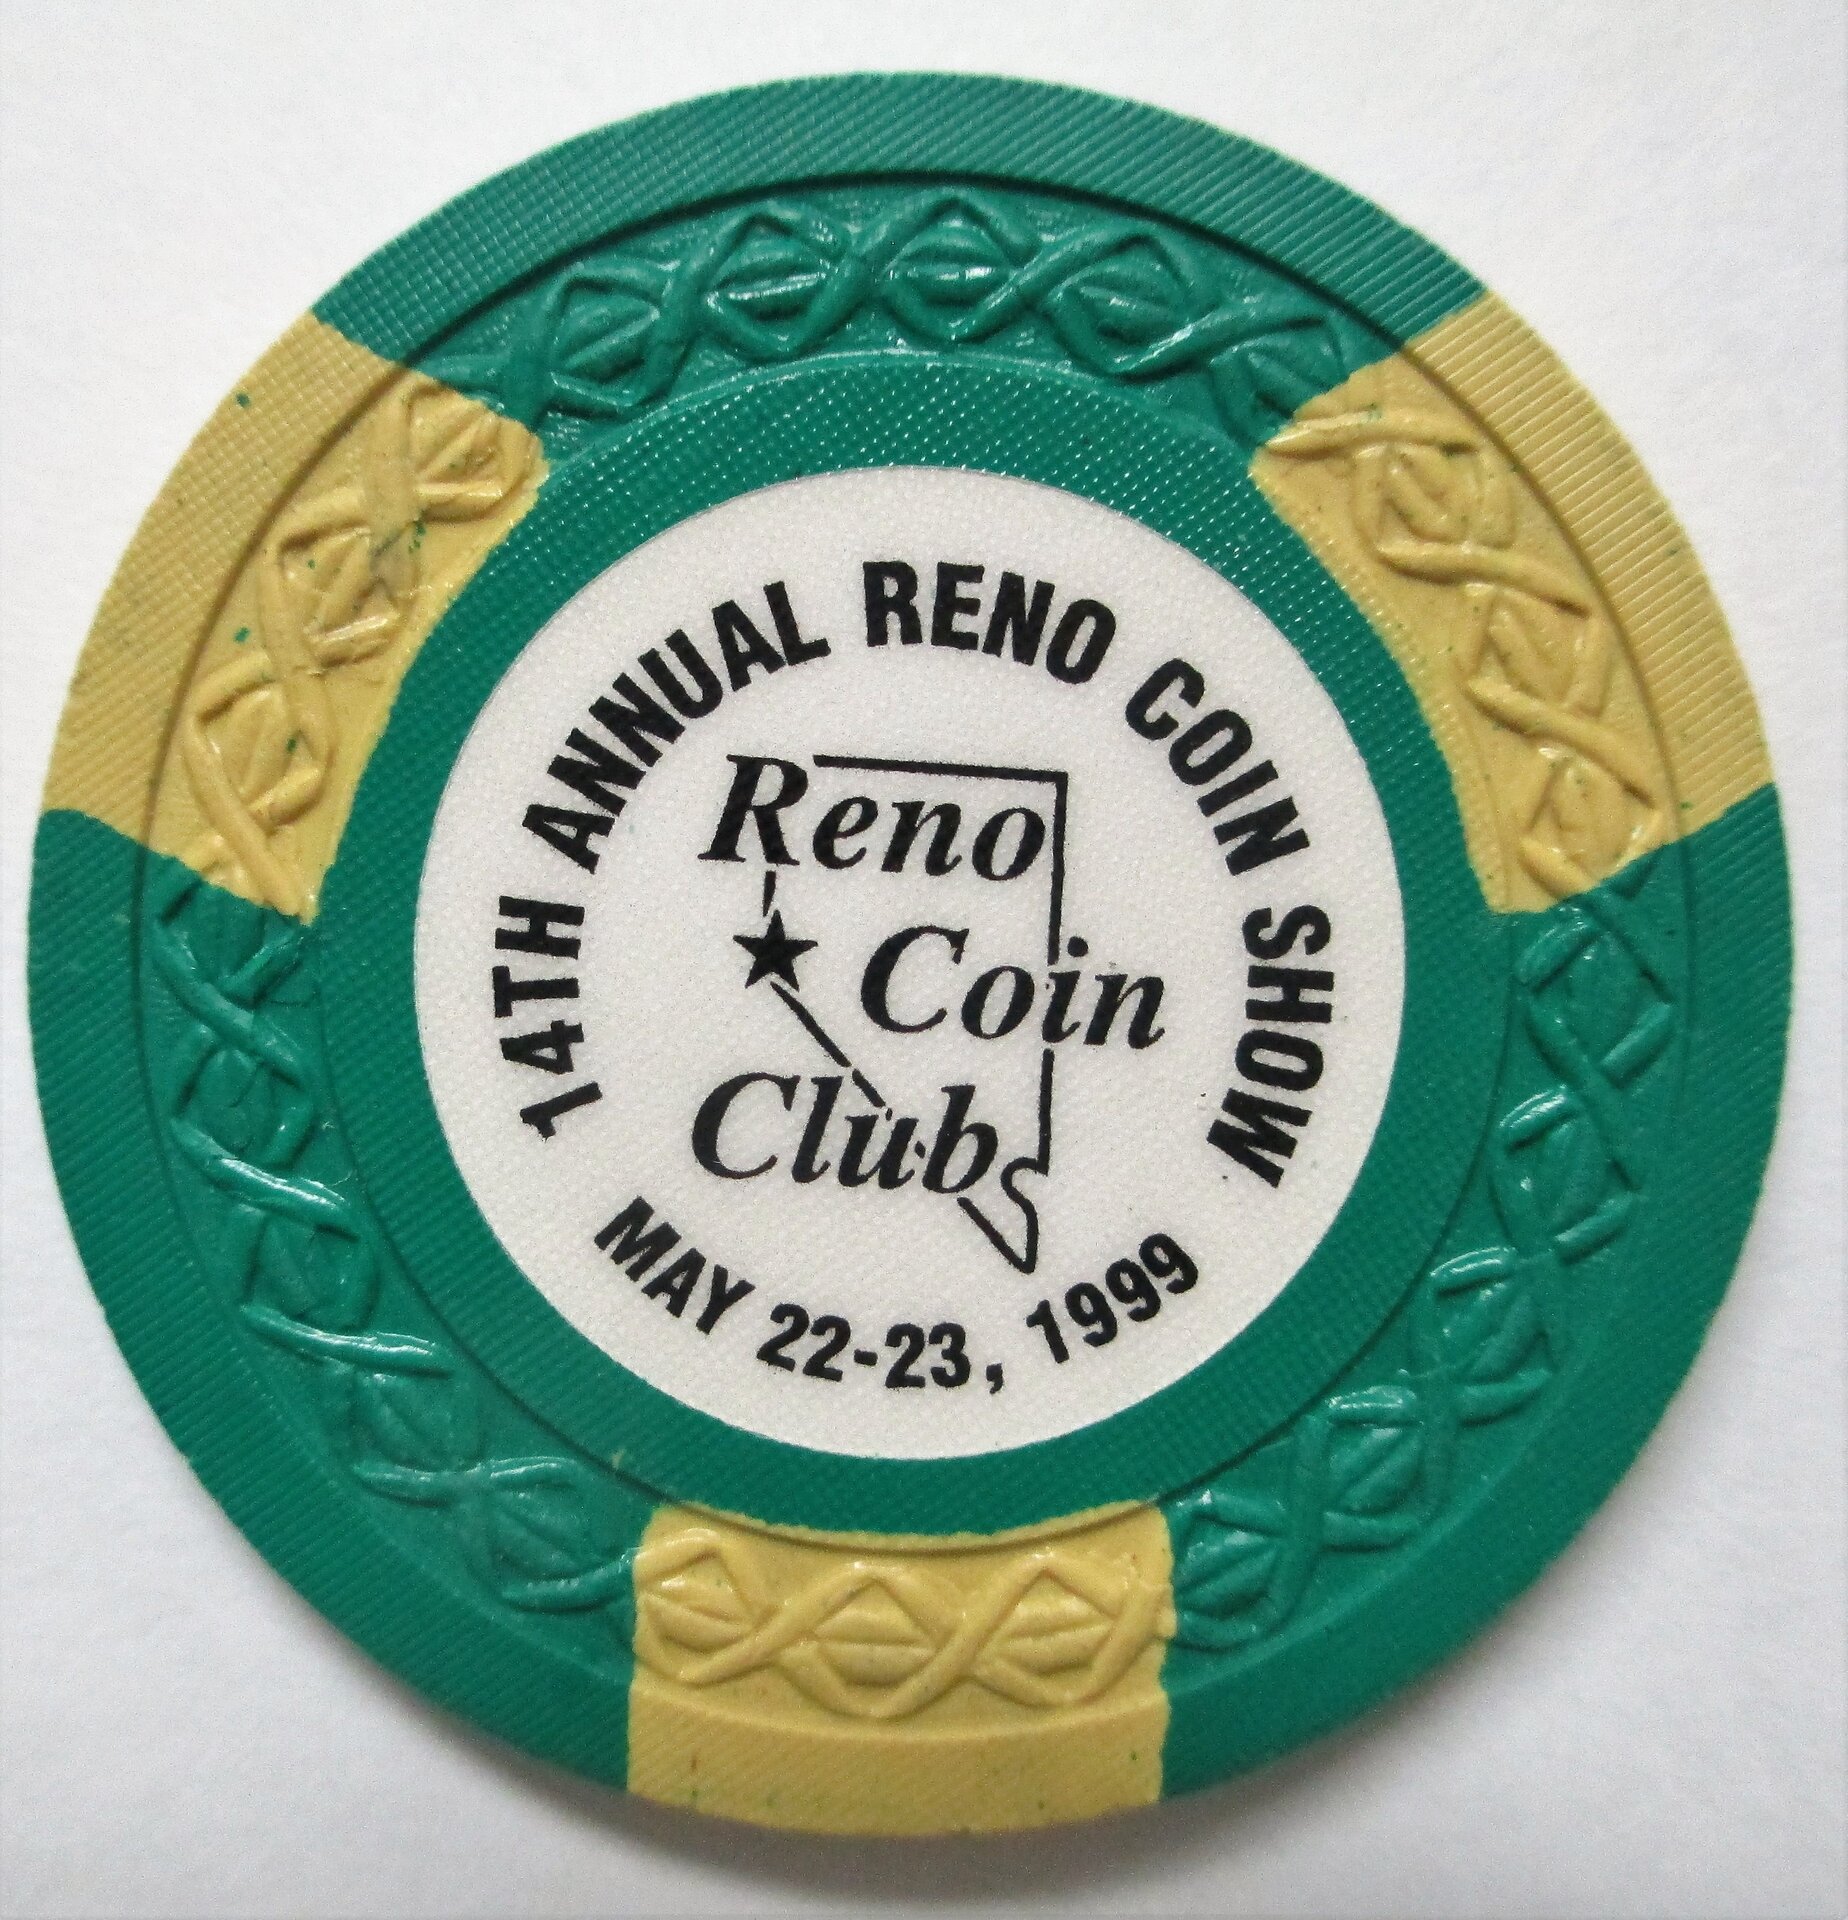 14TH ANNUAL RENO COIN SHOW
Reno
Coin
Club
MAY 22-23, 1999